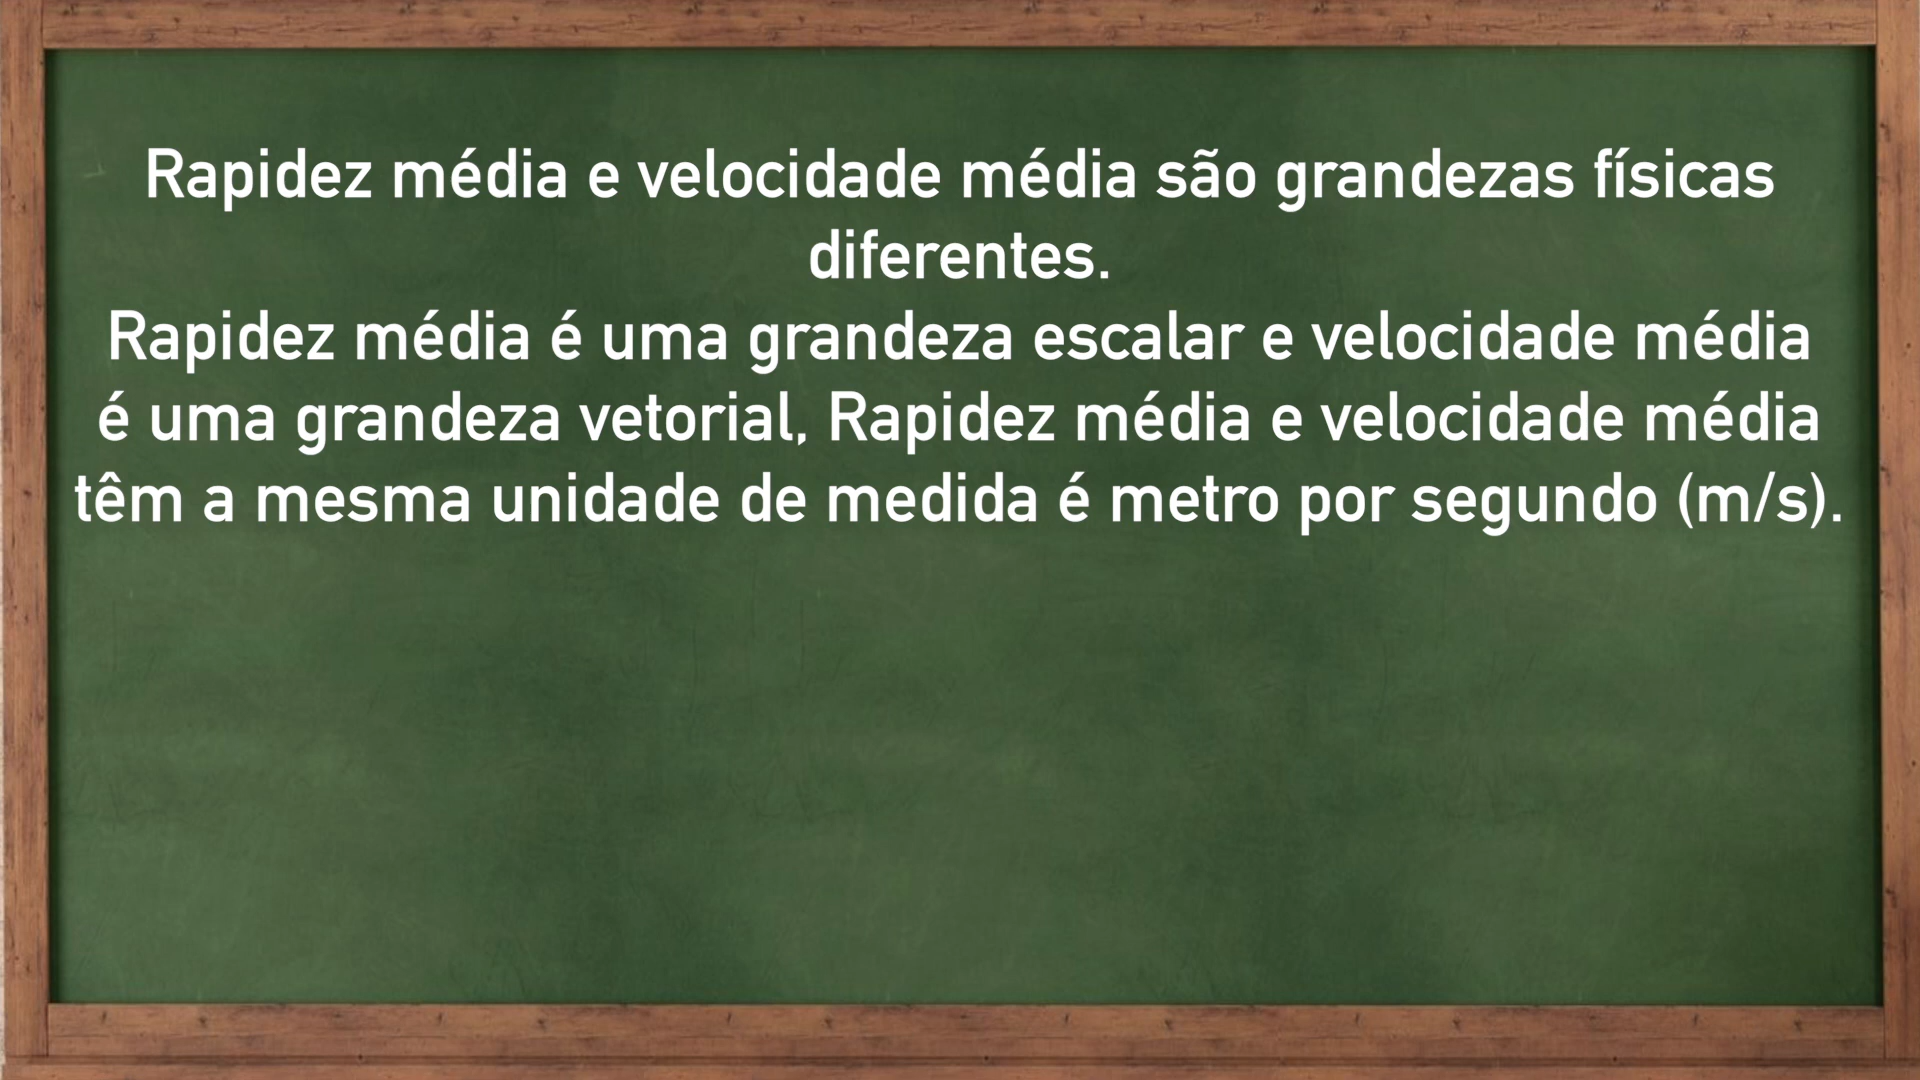 Rapidez média e velocidade média são grandezas físicas
diferentes.
Rapidez média é uma grandeza escalar e velocidade média
é uma grandeza vetorial, Rapidez média e velocidade média
têm a mesma unidade de medida é metro por segundo (m/s).